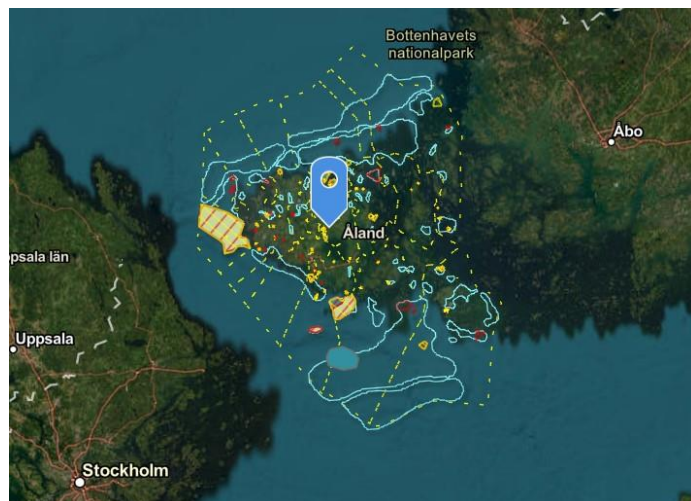 Bottenhavets
nationalpark
Åbo
Åland
psala län
Uppsala
Stockholm